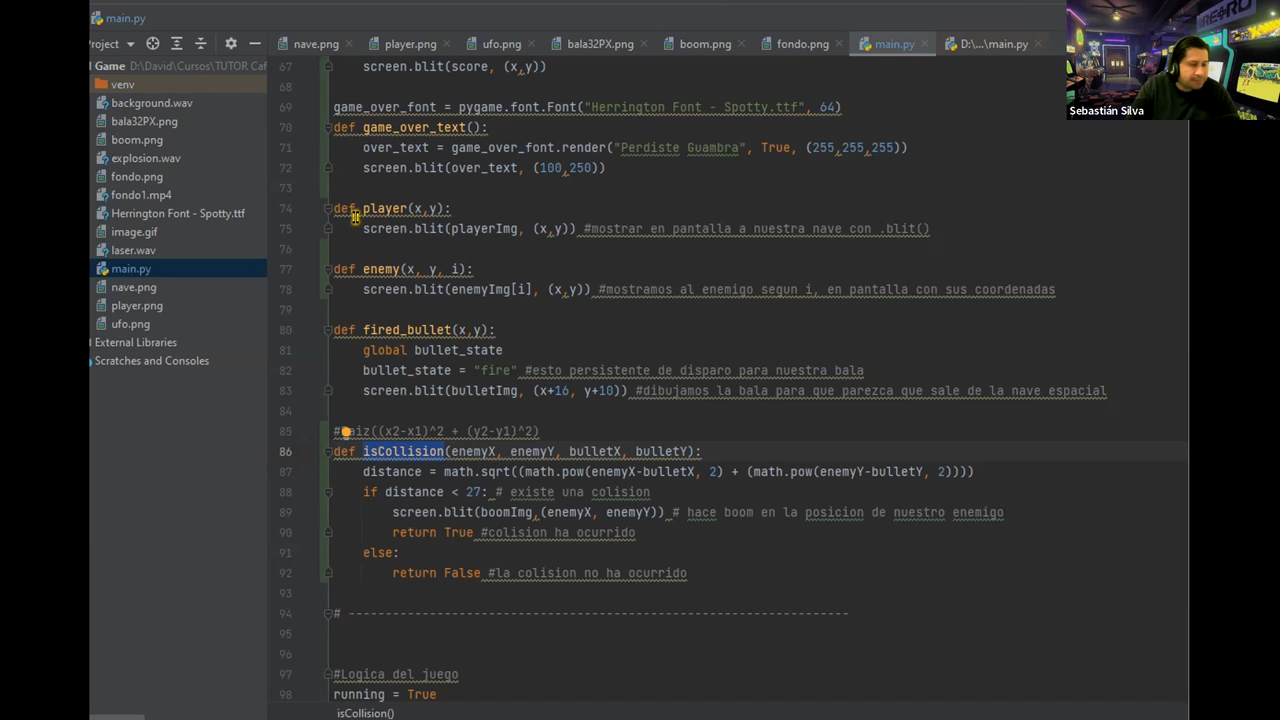 main.py
Project
nave.png
player.png
ufo.png
bala32PX.png
boom.png
fondo.png
main.py
D:\...\main.py
RETRO
Sebastián Silva
Game D:\David\Cursos\TUTOR Caf
venv
background.wav
bala32PX.png
boom.png
explosion.wav
fondo.png
fondo1.mp4
Herrington Font - Spotty.ttf
image.gif
laser.wav
main.py
nave.png
player.png
ufo.png
External Libraries
Scratches and Consoles
67 screen.blit(score, (x,y))
68
69 game_over_font = pygame.font.Font("Herrington Font - Spotty.ttf", 64)
70 def game_over_text():
71 over_text = game_over_font.render("Perdiste Guambra", True, (255,255,255))
72 screen.blit(over_text, (100,250))
73
74 def player(x,y):
75 screen.blit(playerImg, (x,y)) #mostrar en pantalla a nuestra nave con .blit()
76
77 def enemy(x, y, i):
78 screen.blit(enemyImg[i], (x,y)) #mostramos al enemigo segun i, en pantalla con sus coordenadas
79
80 def fired_bullet(x,y):
81 global bullet_state
82 bullet_state = "fire" #esto persistente de disparo para nuestra bala
83 screen.blit(bulletImg, (x+16, y+10)) #dibujamos la bala para que parezca que sale de la nave espacial
84
85 #Raiz((x2-x1)^2 + (y2-y1)^2)
86 def isCollision(enemyX, enemyY, bulletX, bulletY):
87 distance = math.sqrt((math.pow(enemyX-bulletX, 2) + (math.pow(enemyY-bulletY, 2))))
88 if distance < 27: # existe una colision
89 screen.blit(boomImg,(enemyX, enemyY)) # hace boom en la posicion de nuestro enemigo
90 return True #colision ha ocurrido
91 else:
92 return False #la colision no ha ocurrido
93
94 # --------------------------------------------------------------------
95
96
97 #Logica del juego
98 running = True
isCollision()